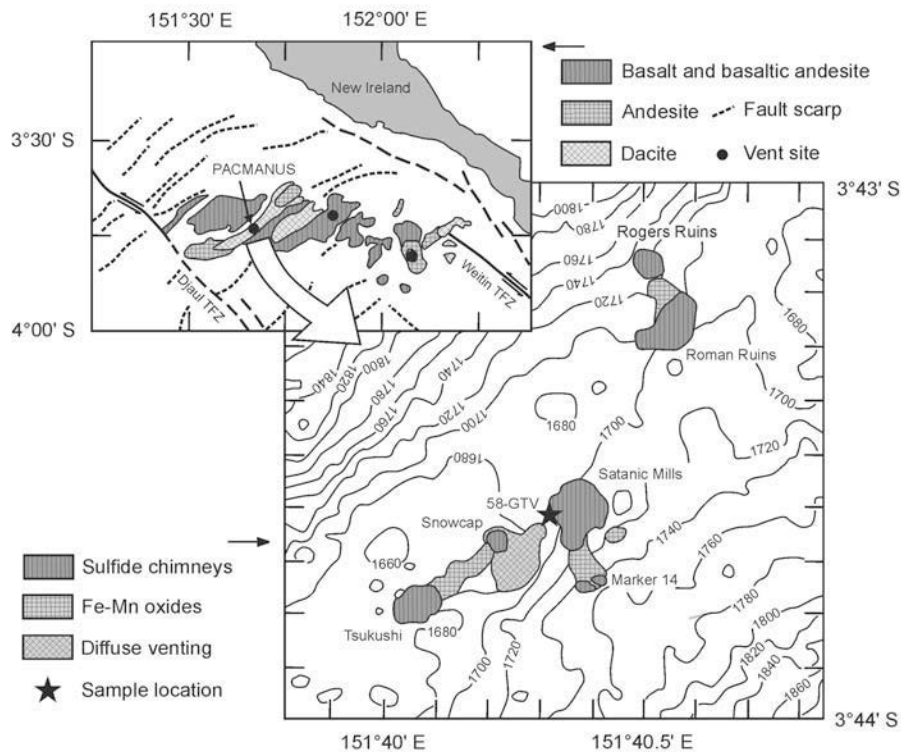 151°30' E
152°00' E
New Ireland
3°30' S
PACMANUS
Djaul TFZ
Weitin TFZ
4°00' S
Basalt and basaltic andesite
Andesite
Fault scarp
Dacite
Vent site
3°43' S
1800
1780
1760
1740
1720
Rogers Ruins
Roman Ruins
1680
1700
1720
1840
1820
1800
1780
1760
1740
1720
1700
1680
1680
1700
Satanic Mills
58-GTV
Snowcap
1740
1760
1660
Marker 14
1780
1800
1820
1840
1860
Tsukushi
1680
1700
1720
Sulfide chimneys
Fe-Mn oxides
Diffuse venting
Sample location
3°44' S
151°40' E
151°40.5' E